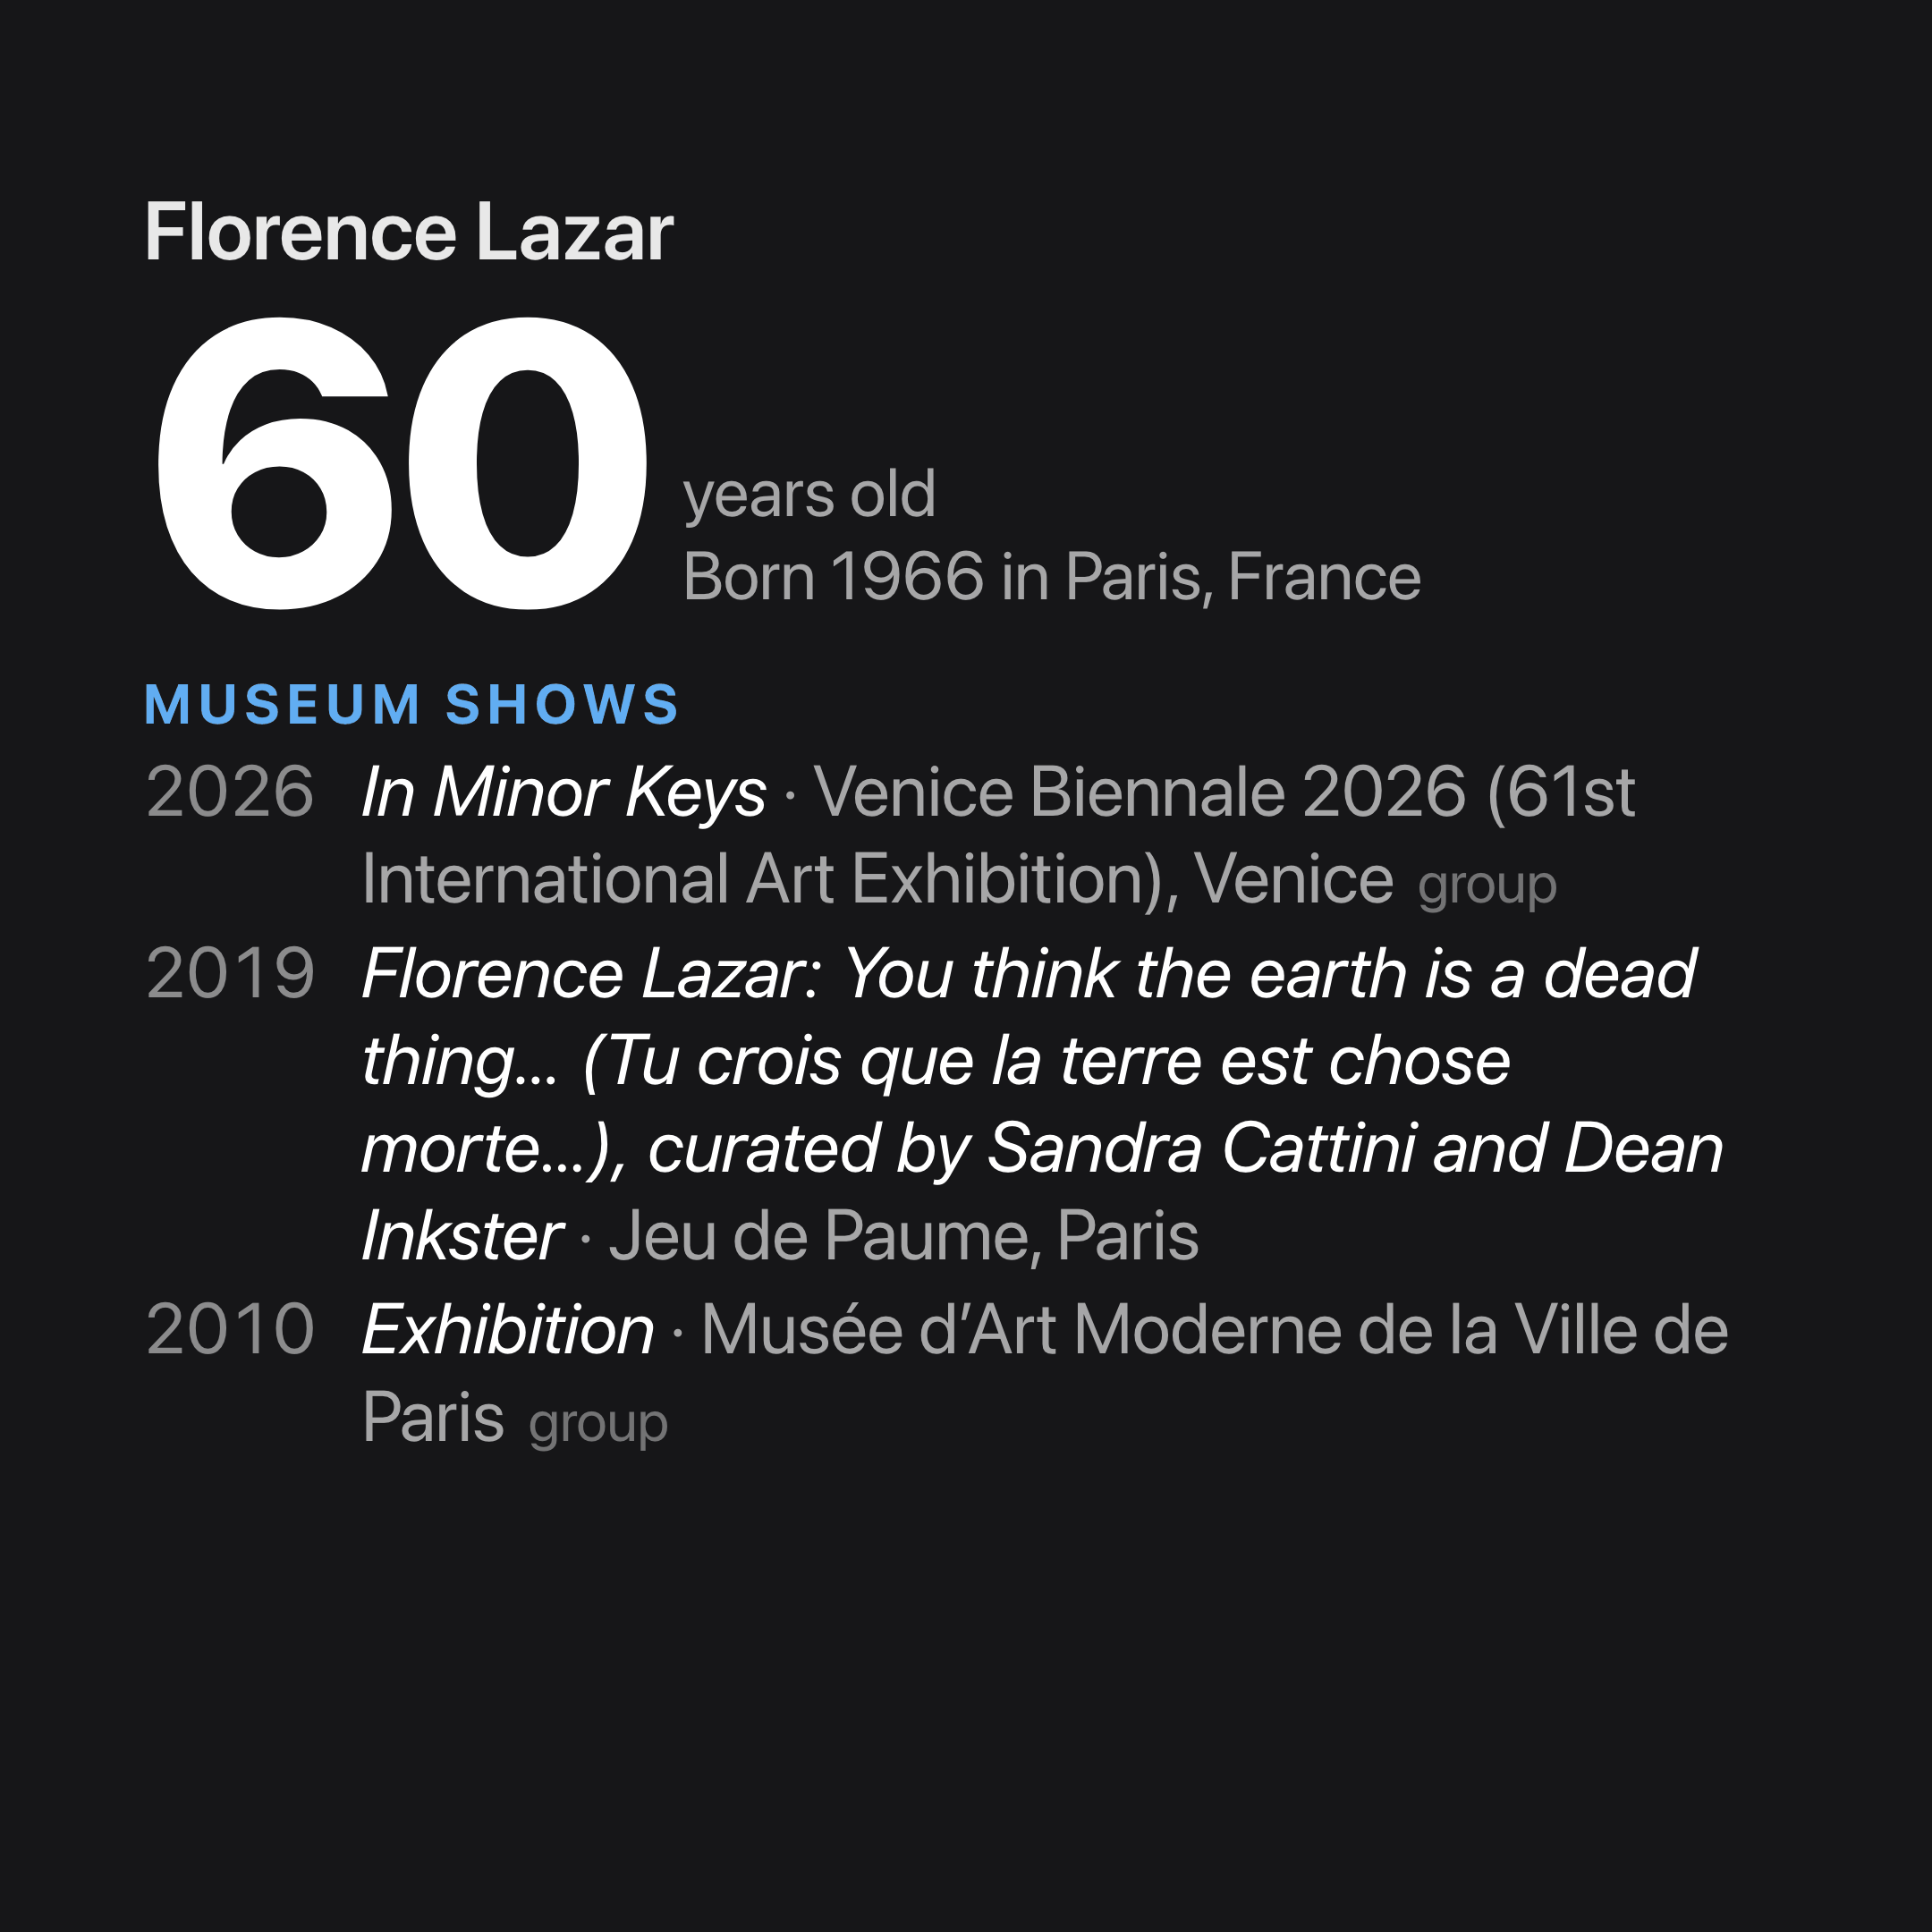 Florence Lazar
60
years old
Born 1966 in Paris, France
MUSEUM SHOWS
2026 In Minor Keys · Venice Biennale 2026 (61st
International Art Exhibition), Venice group
2019 Florence Lazar: You think the earth is a dead
thing... (Tu crois que la terre est chose
morte...), curated by Sandra Cattini and Dean
Inkster · Jeu de Paume, Paris
2010 Exhibition · Musée d’Art Moderne de la Ville de
Paris group